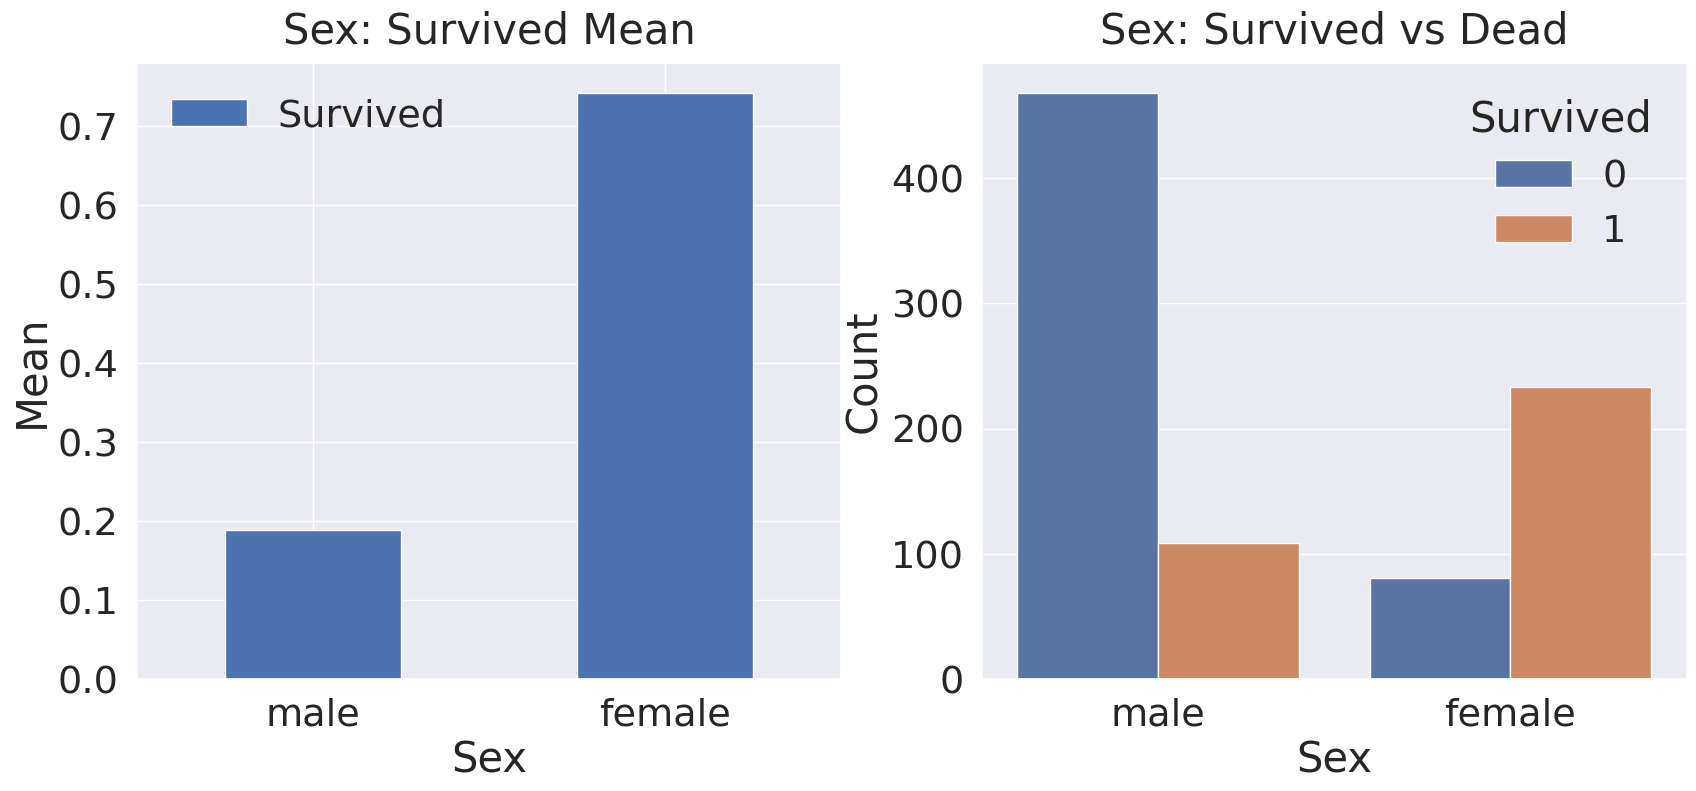 Sex: Survived Mean
Survived
0.7
0.6
0.5
0.4
0.3
0.2
0.1
0.0
Mean
male female
Sex
Sex: Survived vs Dead
Survived
0
1
400
300
200
100
0
Count
male female
Sex